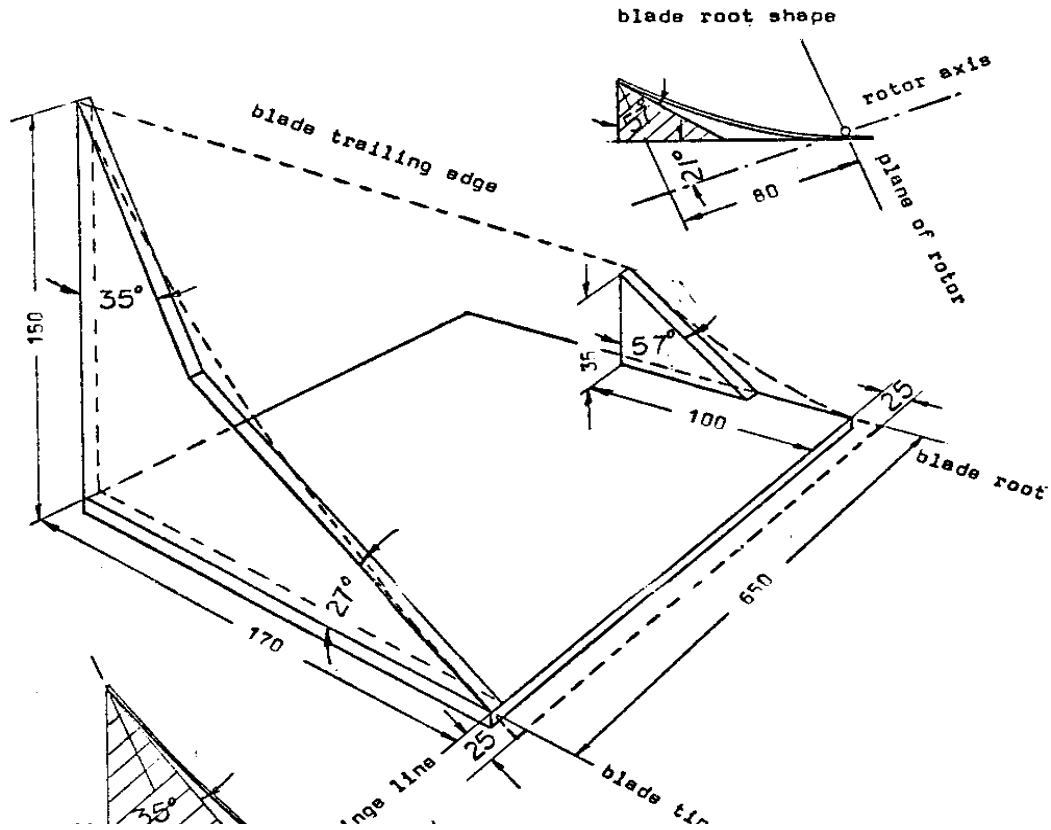 blade root shape
rotor axis
57°
21°
80
plane of rotor
blade trailing edge
150
35°
57°
35
100
25
blade root
650
27°
170
25
blade tip
35°